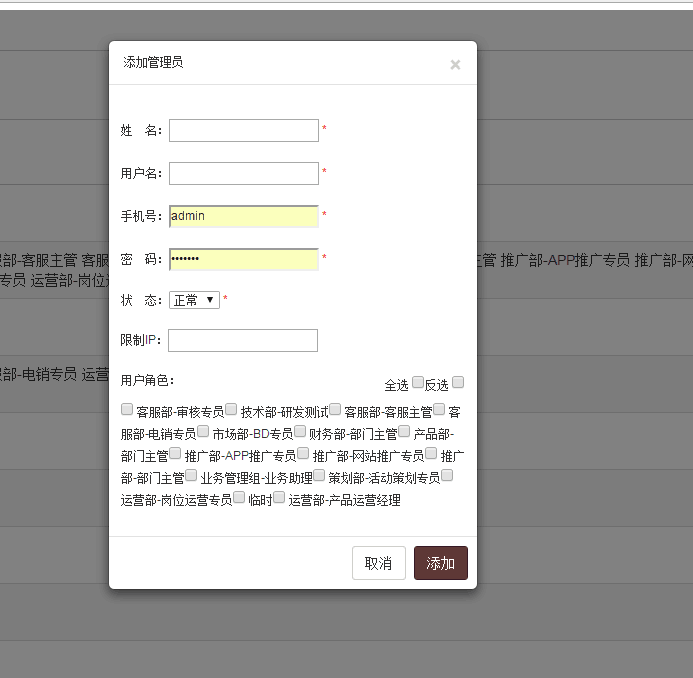 添加管理员 ×
姓 名： *
用户名： *
手机号： admin *
密 码： ••••••• *
状 态： 正常 ▼ *
限制IP：
用户角色：
全选 反选
客服部-审核专员 技术部-研发测试 客服部-客服主管 客
服部-电销专员 市场部-BD专员 财务部-部门主管 产品部-
部门主管 推广部-APP推广专员 推广部-网站推广专员 推广
部-部门主管 业务管理组-业务助理 策划部-活动策划专员
运营部-岗位运营专员 临时 运营部-产品运营经理
取消 添加
部-客服主管 客服
主管 推广部-APP推广专员 推广部-网
专员 运营部-岗位
部-电销专员 运营